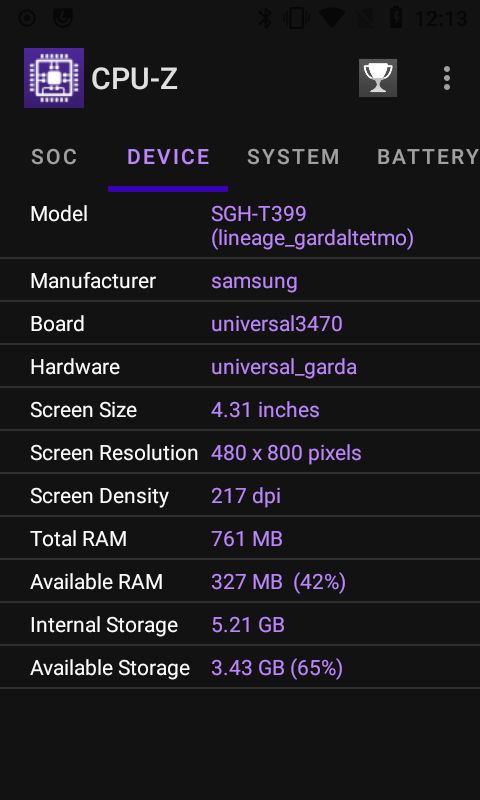 12:13
CPU-Z
SOC DEVICE SYSTEM BATTERY
Model SGH-T399
(lineage_gardaltetmo)
Manufacturer samsung
Board universal3470
Hardware universal_garda
Screen Size 4.31 inches
Screen Resolution 480 x 800 pixels
Screen Density 217 dpi
Total RAM 761 MB
Available RAM 327 MB (42%)
Internal Storage 5.21 GB
Available Storage 3.43 GB (65%)